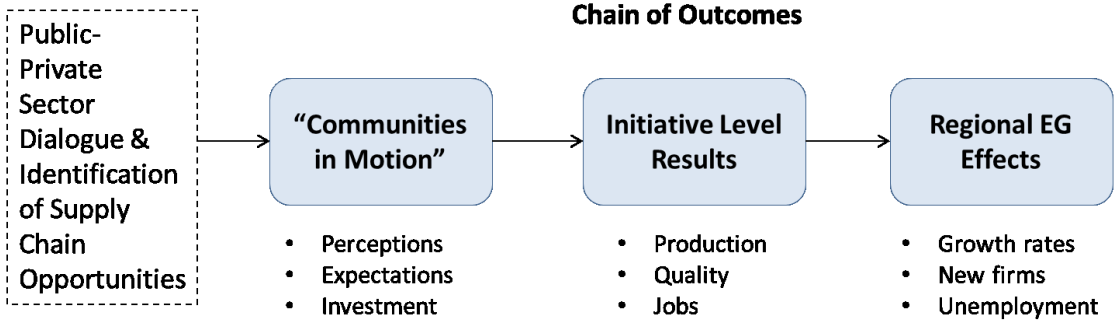 Chain of Outcomes
Public-
Private
Sector
Dialogue &
Identification
of Supply
Chain
Opportunities
“Communities
in Motion”
• Perceptions
• Expectations
• Investment
Initiative Level
Results
• Production
• Quality
• Jobs
Regional EG
Effects
• Growth rates
• New firms
• Unemployment